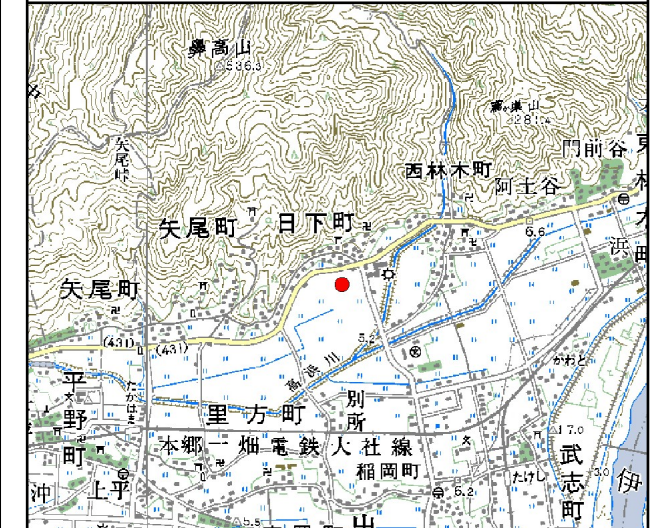 鼻高山
536.3
矢尾峠
281.4
門前谷
西林木町
阿土谷
矢尾町
日下町
6.6
浜
矢尾町
(431)
(431)
5.2
高浜川
かわと
平野町
たかはま
里方町
別所
本郷
一畑電鉄大社線
稲岡町
17.0
武志町
たけし
3.0
伊
沖
上平
6.2
5.5
山